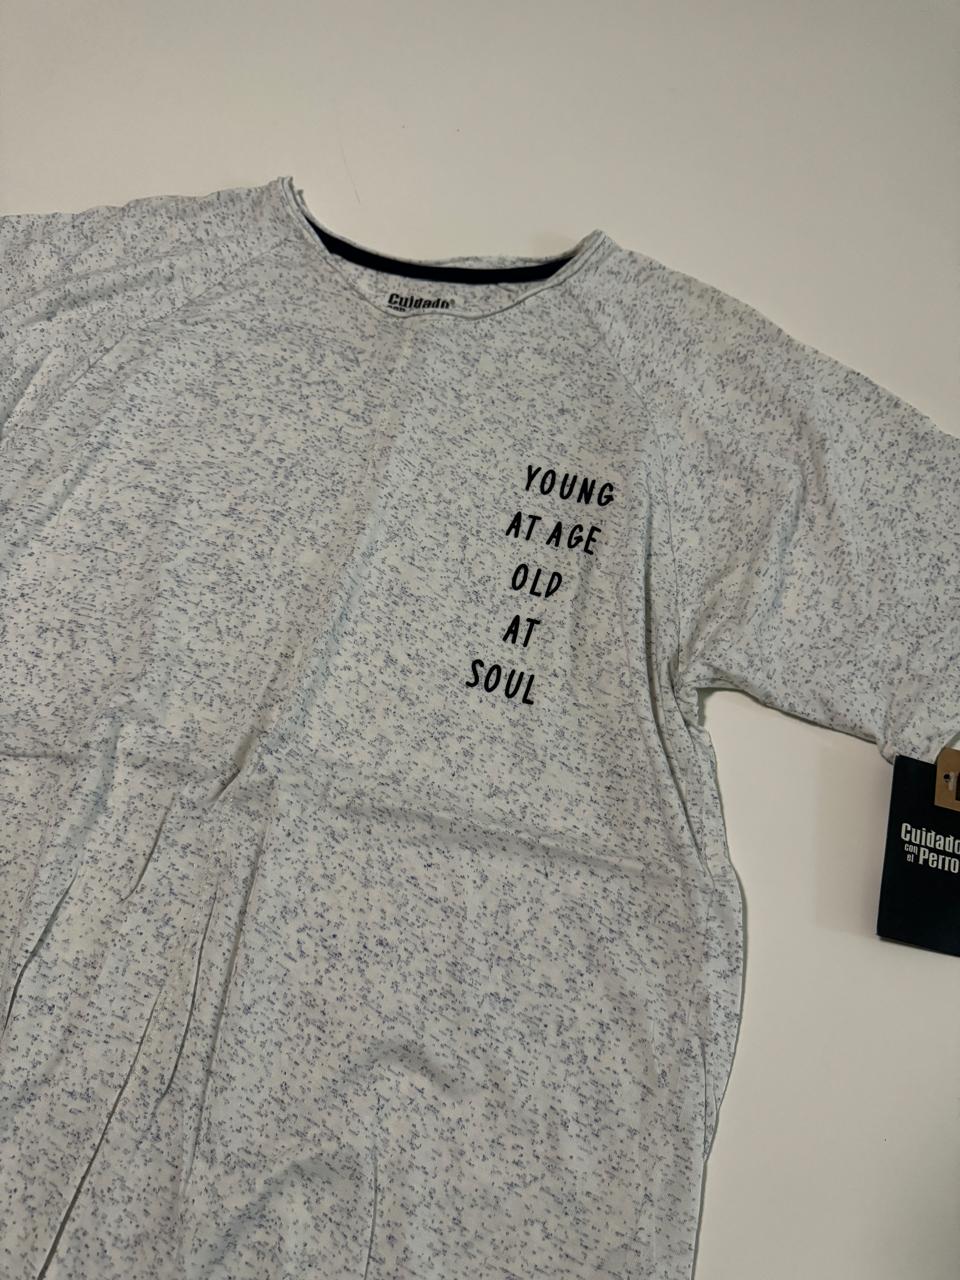 Cuidado®
YOUNG
AT AGE
OLD
AT
SOUL
Cuidado
con
el Perro